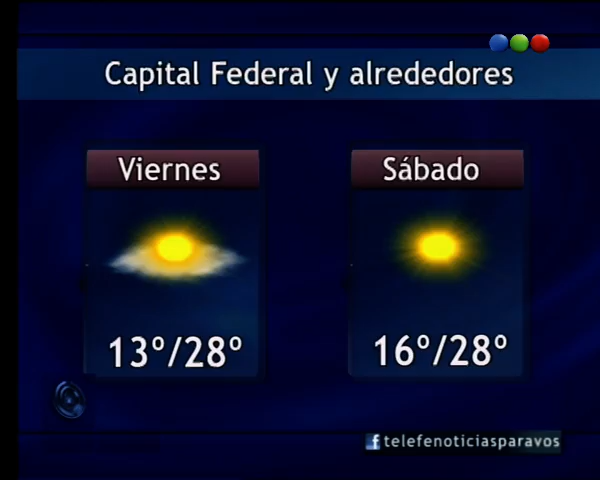 Capital Federal y alrededores
Viernes
Sábado
13º/28º
16º/28º
f telefenoticiasparavos